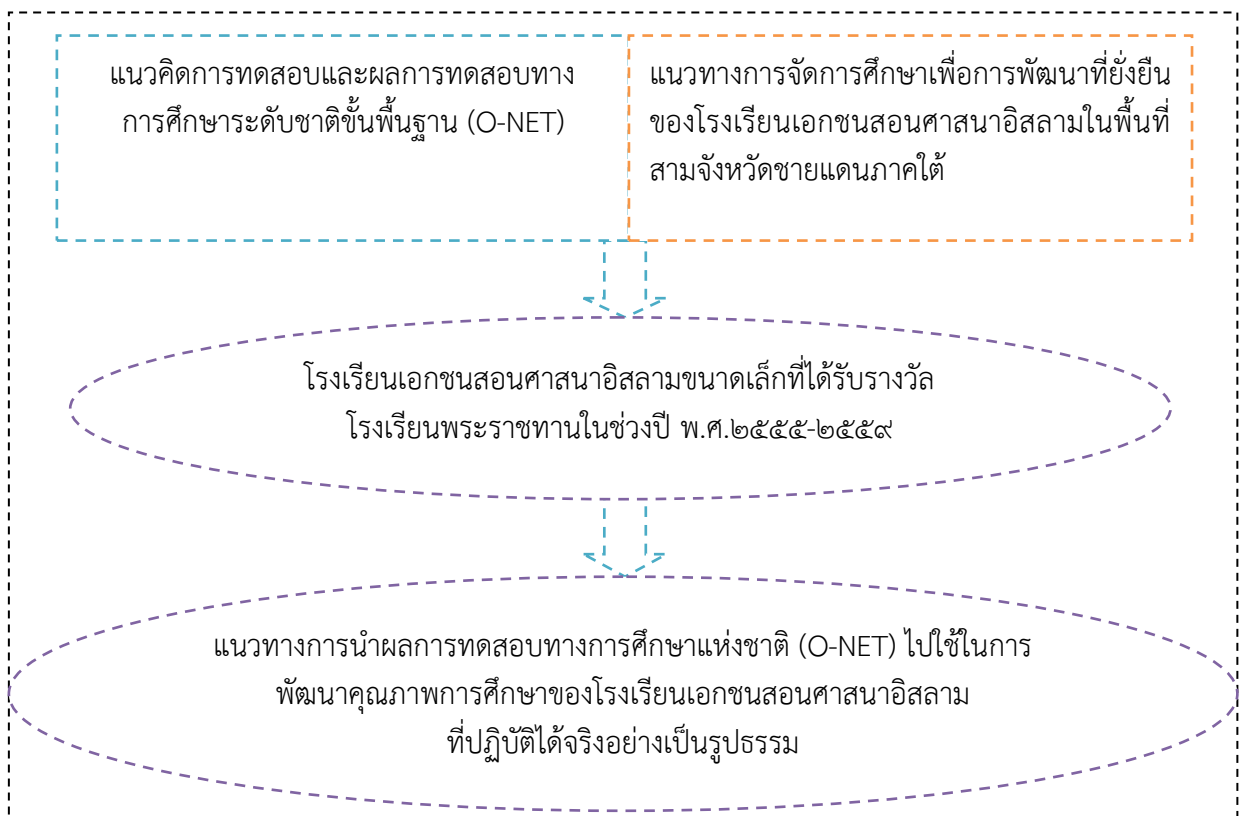 แนวคิดการทดสอบและผลการทดสอบทาง
การศึกษาระดับชาติขั้นพื้นฐาน (O-NET)
แนวทางการจัดการศึกษาเพื่อการพัฒนาที่ยั่งยืน
ของโรงเรียนเอกชนสอนศาสนาอิสลามในพื้นที่
สามจังหวัดชายแดนภาคใต้
โรงเรียนเอกชนสอนศาสนาอิสลามขนาดเล็กที่ได้รับรางวัล
โรงเรียนพระราชทานในช่วงปี พ.ศ.๒๕๕๕-๒๕๕๙
แนวทางการนำผลการทดสอบทางการศึกษาแห่งชาติ (O-NET) ไปใช้ในการ
พัฒนาคุณภาพการศึกษาของโรงเรียนเอกชนสอนศาสนาอิสลาม
ที่ปฏิบัติได้จริงอย่างเป็นรูปธรรม